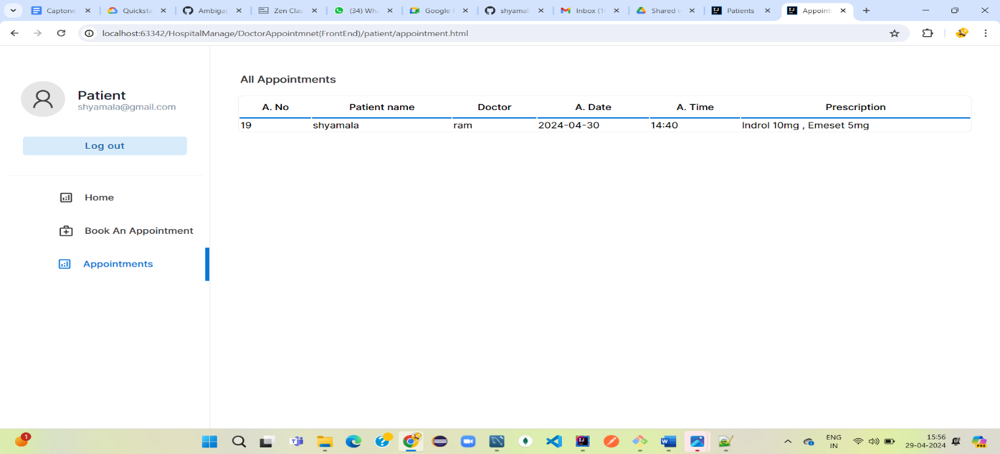 Captone
Quicksta
Ambiga
Zen Clas
(34) Wha
Google
shyamal
Inbox (1
Shared w
Patients
Appoint
localhost:63342/HospitalManage/DoctorAppointmnet(FrontEnd)/patient/appointment.html
Patient
shyamala@gmail.com
Log out
Home
Book An Appointment
Appointments
All Appointments
A. No Patient name Doctor A. Date A. Time Prescription
19 shyamala ram 2024-04-30 14:40 Indrol 10mg , Emeset 5mg
1
ENG
IN
15:56
29-04-2024
PRE